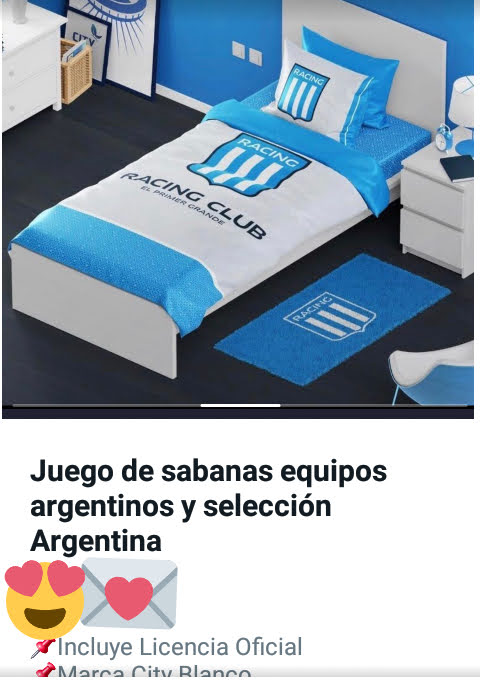 CITY
RACING
RACING
RACING CLUB
EL PRIMER GRANDE
RACING
Juego de sabanas equipos
argentinos y selección
Argentina
📌Incluye Licencia Oficial
📌Marca City Blanco